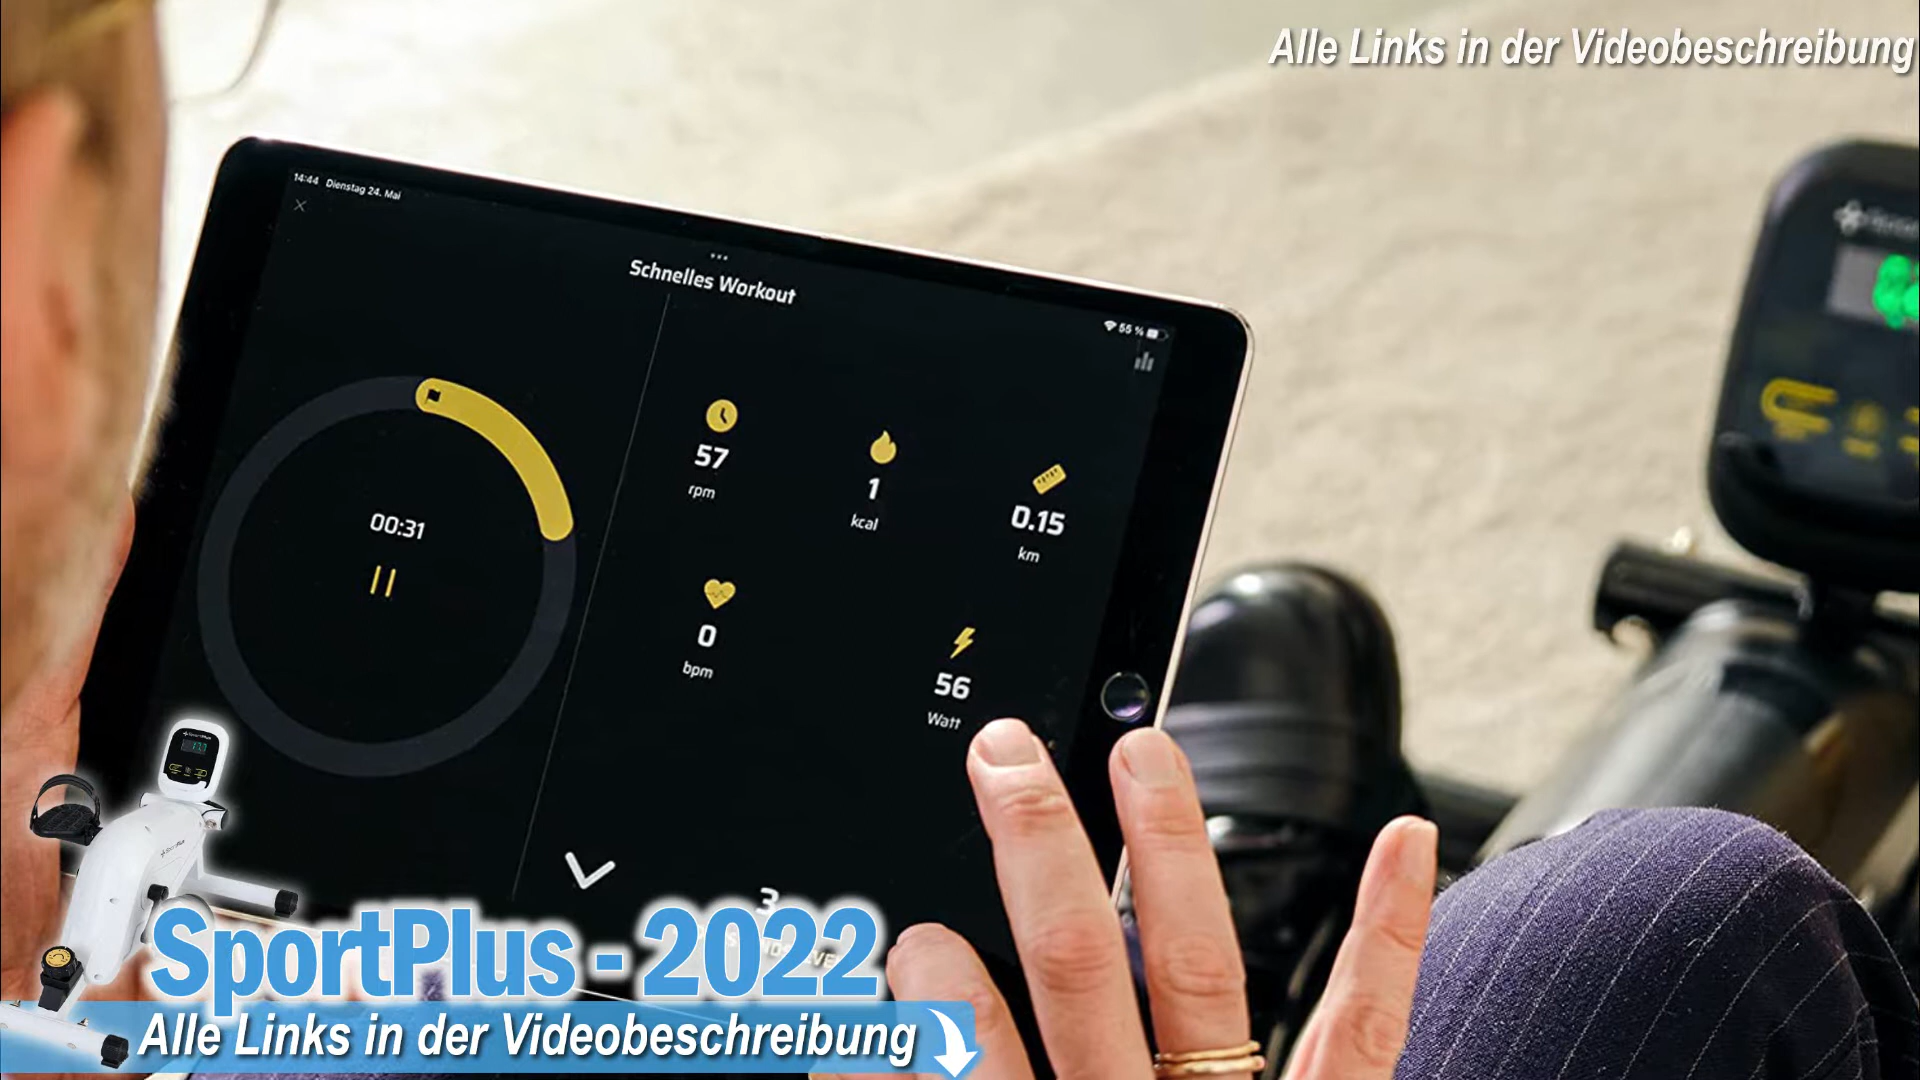 Alle Links in der Videobeschreibung
14:44 Dienstag 24. Mai
Schnelles Workout
55 %
57
rpm
1
kcal
0.15
km
00:31
0
bpm
56
Watt
3
SportPlus - 2022
Alle Links in der Videobeschreibung